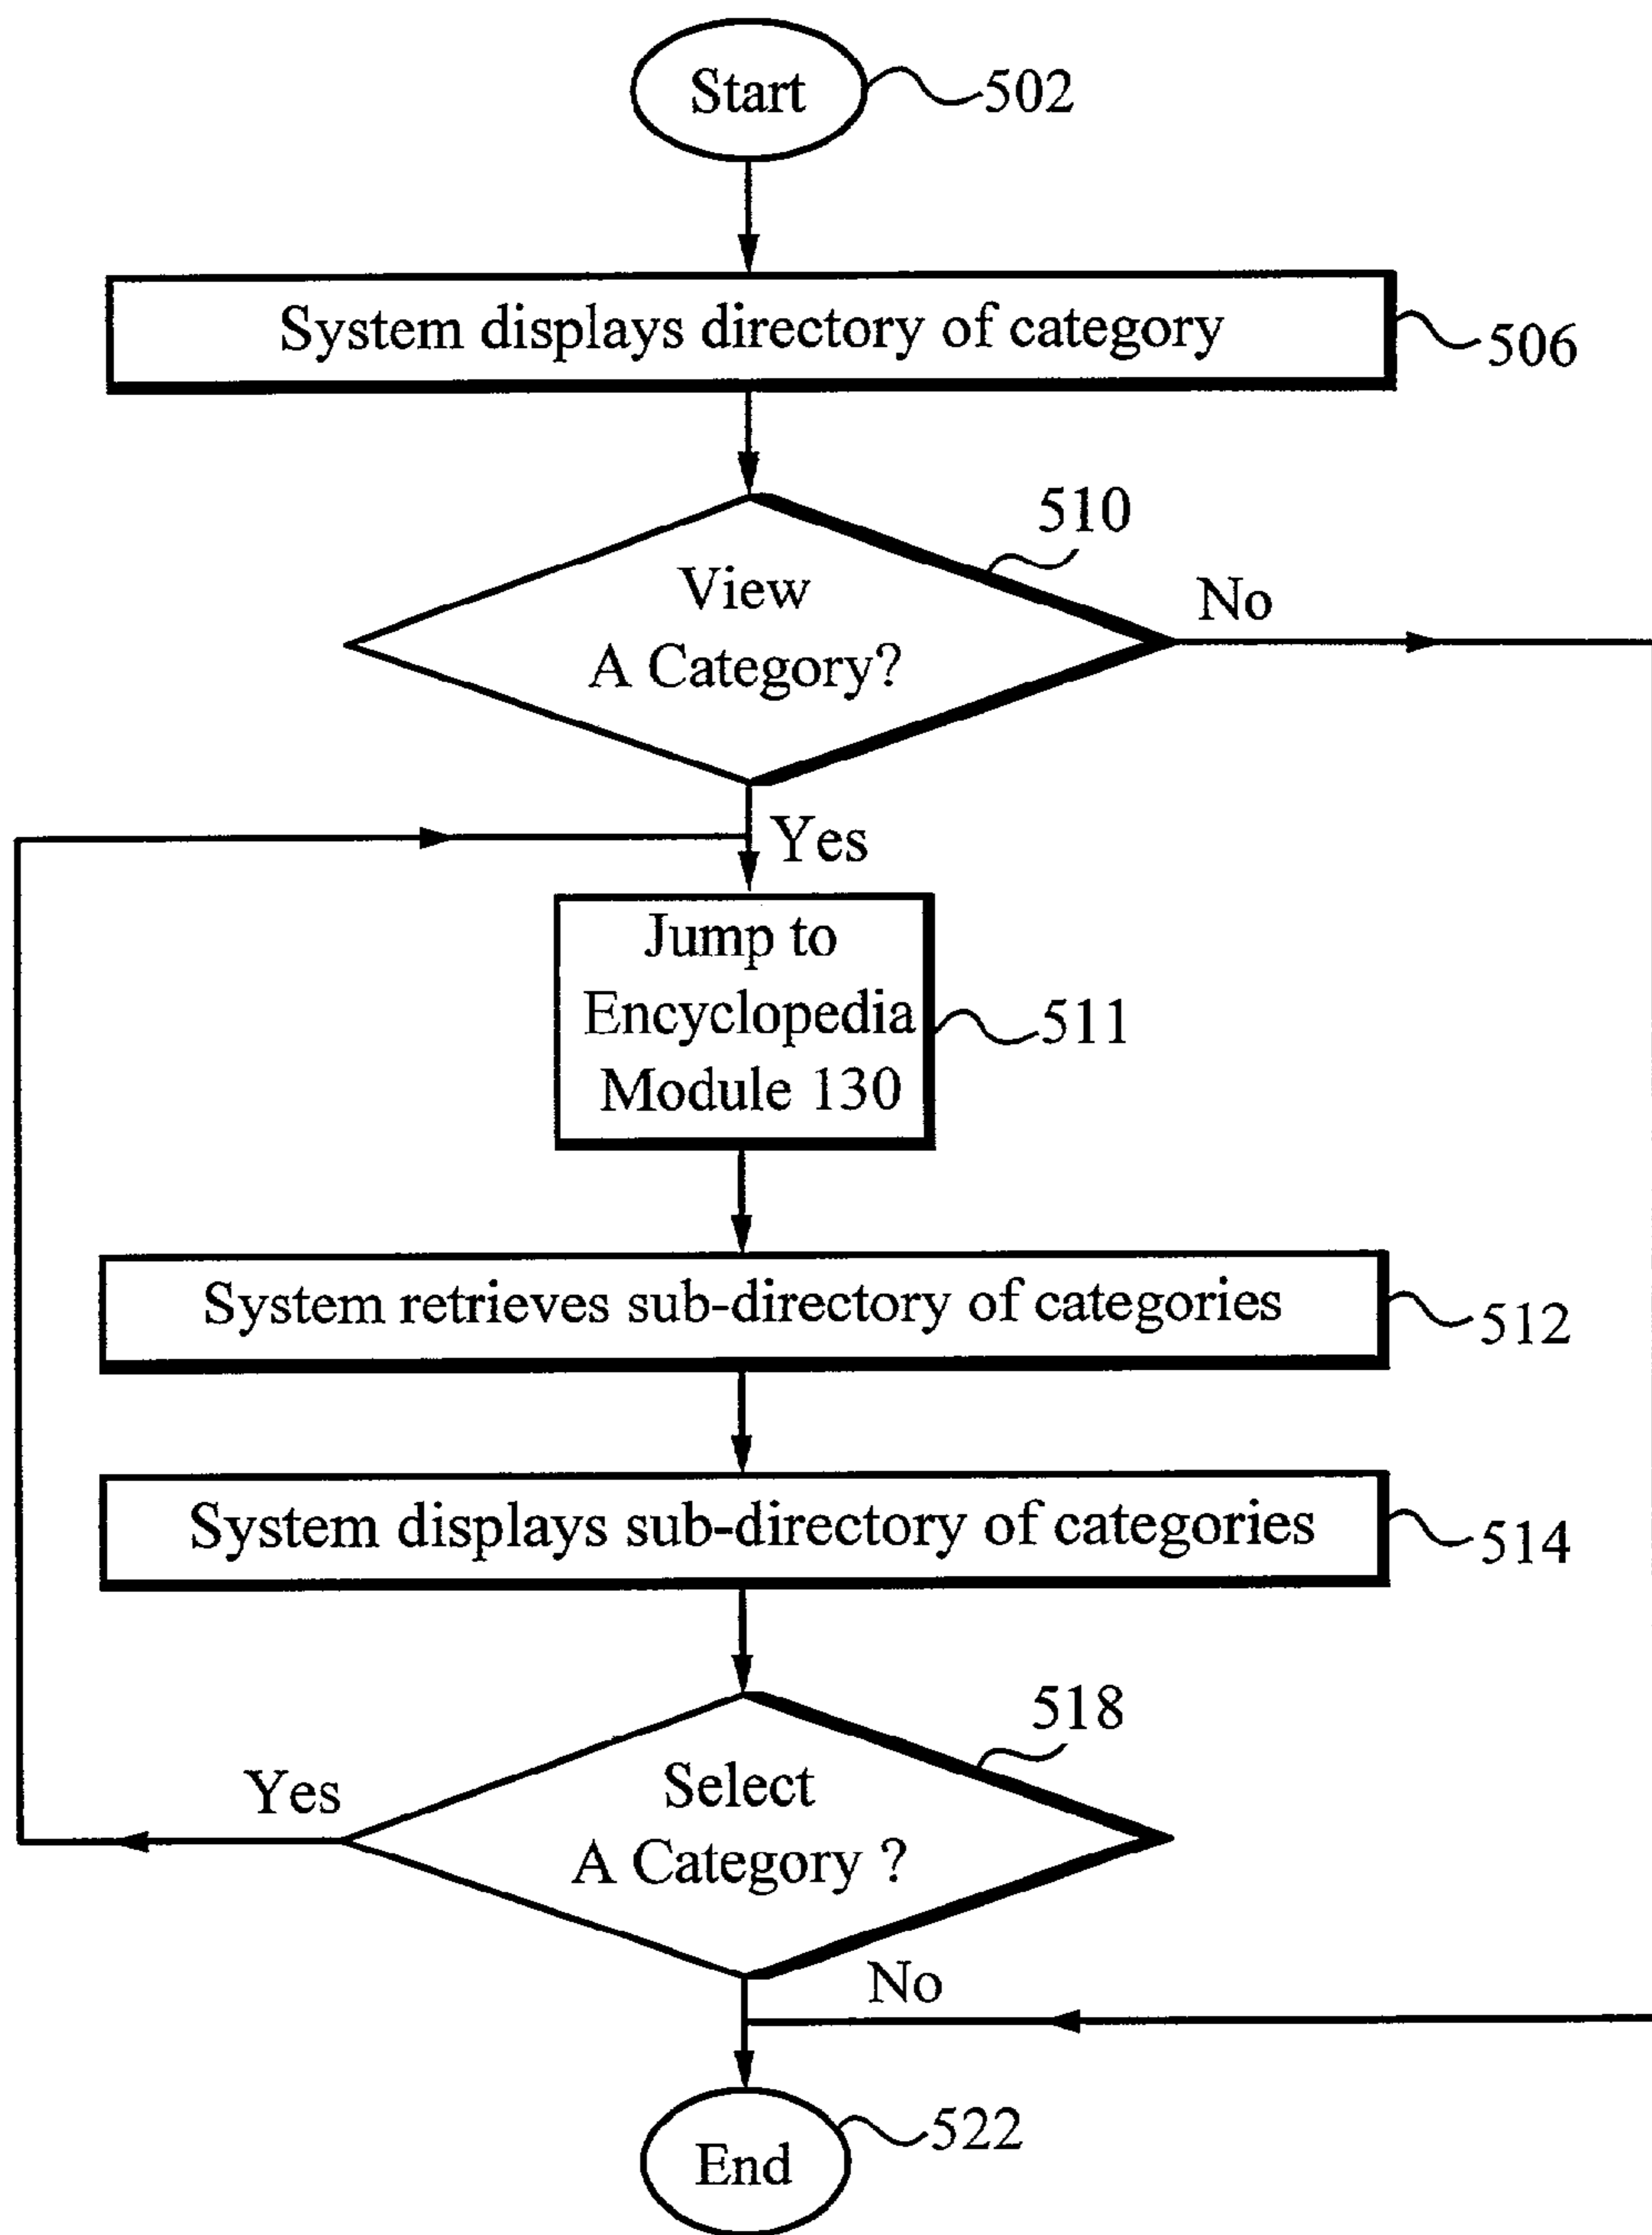 Start
502
System displays directory of category
506
510
View
A Category?
No
Yes
Jump to
Encyclopedia
Module 130
511
System retrieves sub-directory of categories
512
System displays sub-directory of categories
514
518
Select
A Category ?
Yes
No
End
522